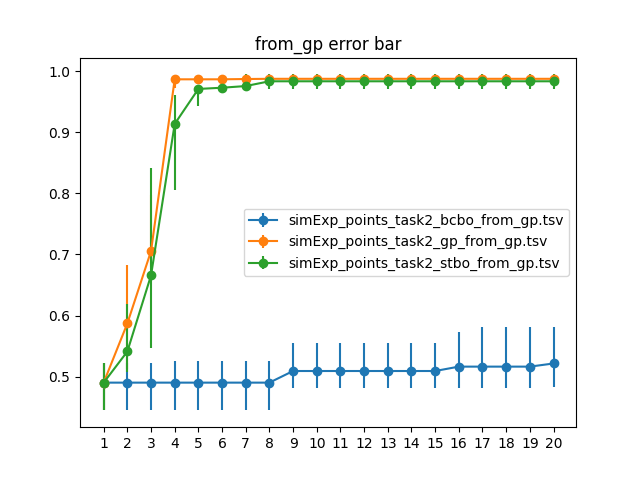 from_gp error bar
1.0
0.9
0.8
0.7
0.6
0.5
simExp_points_task2_bcbo_from_gp.tsv
simExp_points_task2_gp_from_gp.tsv
simExp_points_task2_stbo_from_gp.tsv
1 2 3 4 5 6 7 8 9 10 11 12 13 14 15 16 17 18 19 20